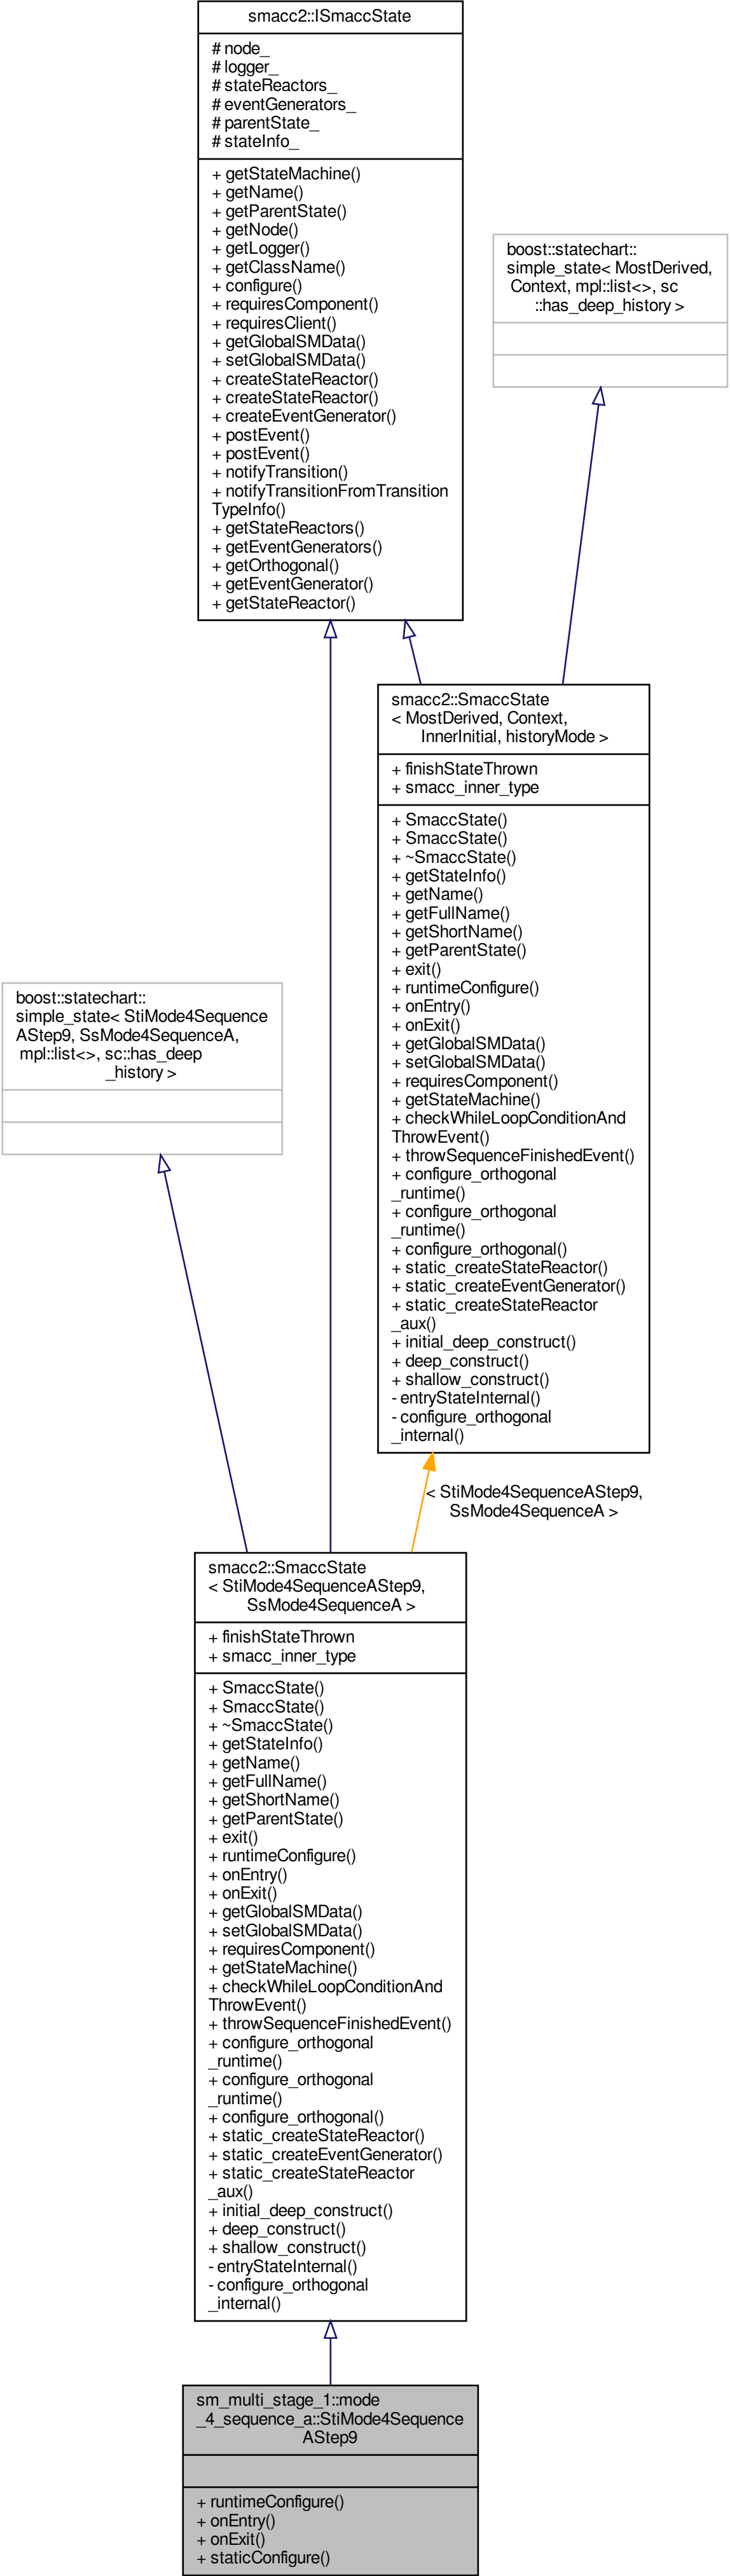 smacc2::ISmaccState
# node_
# logger_
# stateReactors_
# eventGenerators_
# parentState_
# stateInfo_
+ getStateMachine()
+ getName()
+ getParentState()
+ getNode()
+ getLogger()
+ getClassName()
+ configure()
+ requiresComponent()
+ requiresClient()
+ getGlobalSMData()
+ setGlobalSMData()
+ createStateReactor()
+ createStateReactor()
+ createEventGenerator()
+ postEvent()
+ postEvent()
+ notifyTransition()
+ notifyTransitionFromTransition
TypeInfo()
+ getStateReactors()
+ getEventGenerators()
+ getOrthogonal()
+ getEventGenerator()
+ getStateReactor()
boost::statechart::
simple_state< MostDerived,
Context, mpl::list<>, sc
::has_deep_history >
smacc2::SmaccState
< MostDerived, Context,
InnerInitial, historyMode >
+ finishStateThrown
+ smacc_inner_type
+ SmaccState()
+ SmaccState()
+ ~SmaccState()
+ getStateInfo()
+ getName()
+ getFullName()
+ getShortName()
+ getParentState()
+ exit()
+ runtimeConfigure()
+ onEntry()
+ onExit()
+ getGlobalSMData()
+ setGlobalSMData()
+ requiresComponent()
+ getStateMachine()
+ checkWhileLoopConditionAnd
ThrowEvent()
+ throwSequenceFinishedEvent()
+ configure_orthogonal
_runtime()
+ configure_orthogonal
_runtime()
+ configure_orthogonal()
+ static_createStateReactor()
+ static_createEventGenerator()
+ static_createStateReactor
_aux()
+ initial_deep_construct()
+ deep_construct()
+ shallow_construct()
- entryStateInternal()
- configure_orthogonal
_internal()
boost::statechart::
simple_state< StiMode4Sequence
AStep9, SsMode4SequenceA,
mpl::list<>, sc::has_deep
_history >
< StiMode4SequenceAStep9,
SsMode4SequenceA >
smacc2::SmaccState
< StiMode4SequenceAStep9,
SsMode4SequenceA >
+ finishStateThrown
+ smacc_inner_type
+ SmaccState()
+ SmaccState()
+ ~SmaccState()
+ getStateInfo()
+ getName()
+ getFullName()
+ getShortName()
+ getParentState()
+ exit()
+ runtimeConfigure()
+ onEntry()
+ onExit()
+ getGlobalSMData()
+ setGlobalSMData()
+ requiresComponent()
+ getStateMachine()
+ checkWhileLoopConditionAnd
ThrowEvent()
+ throwSequenceFinishedEvent()
+ configure_orthogonal
_runtime()
+ configure_orthogonal
_runtime()
+ configure_orthogonal()
+ static_createStateReactor()
+ static_createEventGenerator()
+ static_createStateReactor
_aux()
+ initial_deep_construct()
+ deep_construct()
+ shallow_construct()
- entryStateInternal()
- configure_orthogonal
_internal()
sm_multi_stage_1::mode
_4_sequence_a::StiMode4Sequence
AStep9
+ runtimeConfigure()
+ onEntry()
+ onExit()
+ staticConfigure()